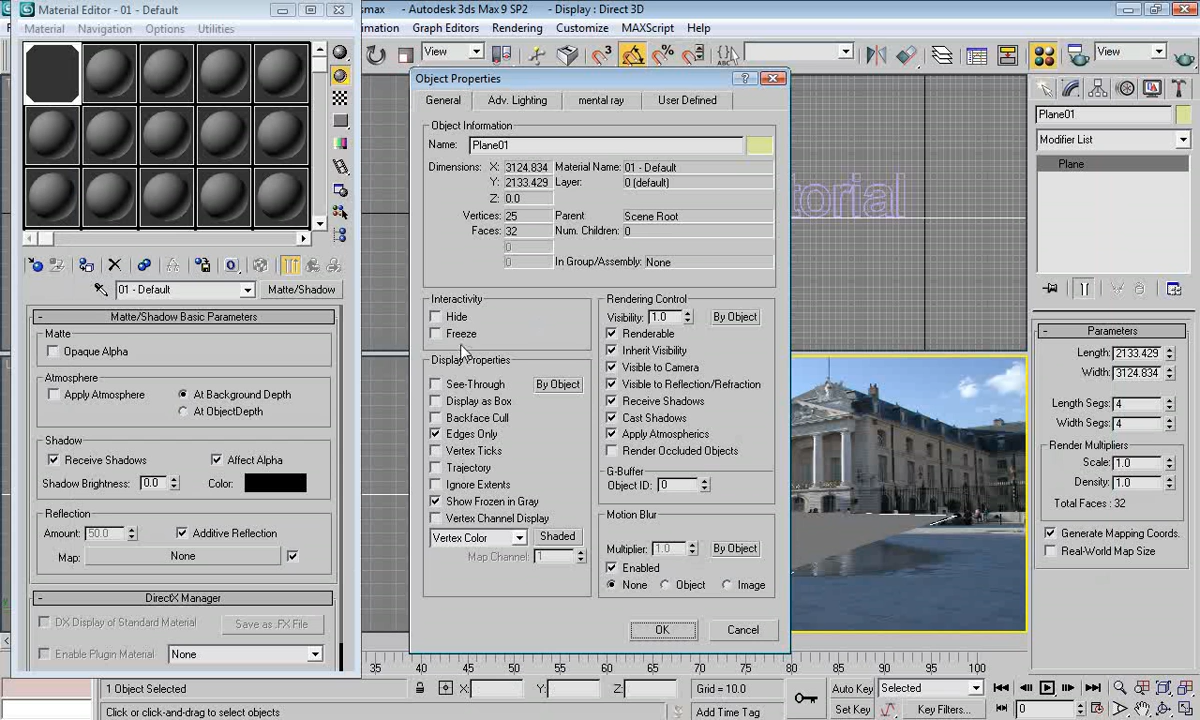 Material Editor - 01 - Default
.max - Autodesk 3ds Max 9 SP2 - Display : Direct 3D
Material Navigation Options Utilities
Graph Editors Rendering Customize MAXScript Help
View
View
Object Properties
General Adv. Lighting mental ray User Defined
Object Information
Name: Plane01
Dimensions: X: 3124.834 Material Name: 01 - Default
Y: 2133.429 Layer: 0 (default)
Z: 0.0
Vertices: 25 Parent Scene Root
Faces: 32 Num. Children: 0
0
0 In Group/Assembly: None
Interactivity
Hide
Freeze
Display Properties
See-Through By Object
Display as Box
Backface Cull
Edges Only
Vertex Ticks
Trajectory
Ignore Extents
Show Frozen in Gray
Vertex Channel Display
Vertex Color Shaded
Map Channel: 1
Rendering Control
Visibility: 1.0 By Object
Renderable
Inherit Visibility
Visible to Camera
Visible to Reflection/Refraction
Receive Shadows
Cast Shadows
Apply Atmospherics
Render Occluded Objects
G-Buffer
Object ID: 0
Motion Blur
Multiplier: 1.0 By Object
Enabled
None Object Image
OK Cancel
01 - Default Matte/Shadow
Matte/Shadow Basic Parameters
Matte
Opaque Alpha
Atmosphere
Apply Atmosphere At Background Depth
At ObjectDepth
Shadow
Receive Shadows Affect Alpha
Shadow Brightness: 0.0 Color:
Reflection
Amount: 50.0 Additive Reflection
Map: None
DirectX Manager
DX Display of Standard Material Save as .FX File
Enable Plugin Material None
torial
Plane01
Modifier List
Plane
Parameters
Length: 2133.429
Width: 3124.834
Length Segs: 4
Width Segs: 4
Render Multipliers
Scale: 1.0
Density: 1.0
Total Faces : 32
Generate Mapping Coords.
Real-World Map Size
35 40 45 50 55 60 65 70 75 80 85 90 95 100
1 Object Selected X: Y: Z: Grid = 10.0 Auto Key Selected
Click or click-and-drag to select objects Add Time Tag Set Key Key Filters... 0